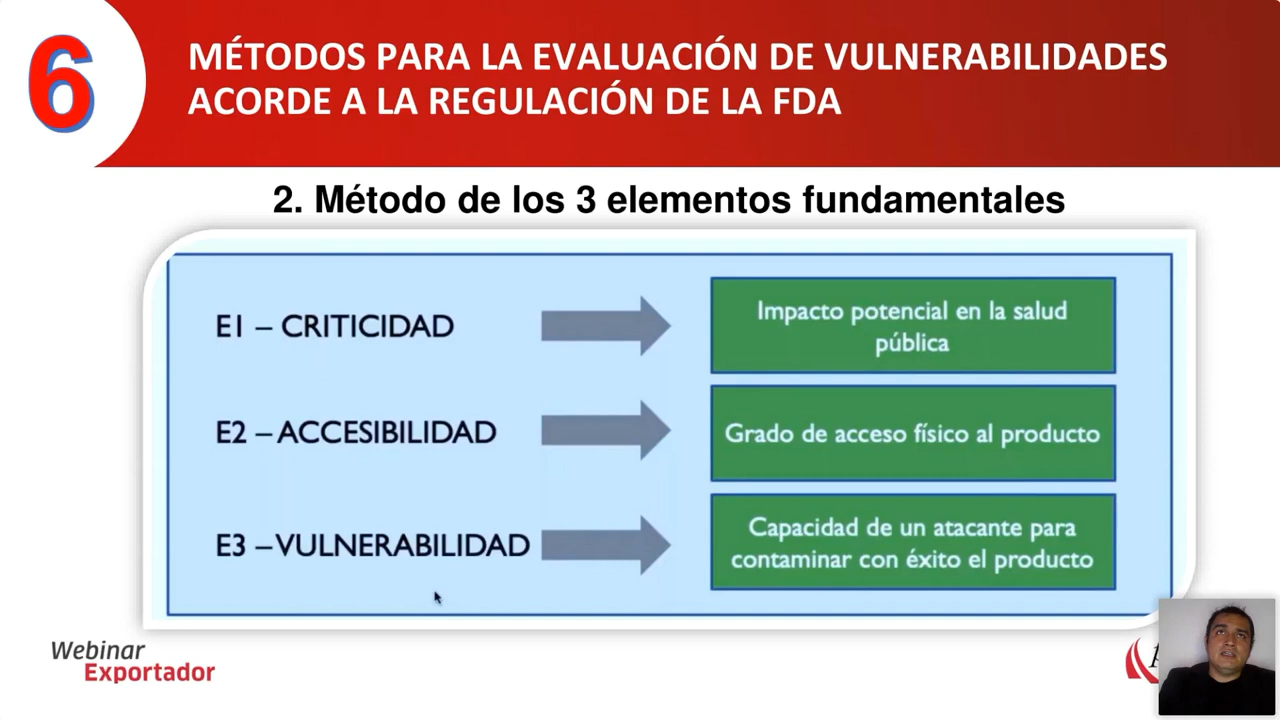 6
MÉTODOS PARA LA EVALUACIÓN DE VULNERABILIDADES
ACORDE A LA REGULACIÓN DE LA FDA
2. Método de los 3 elementos fundamentales
E1 – CRITICIDAD
Impacto potencial en la salud
pública
E2 – ACCESIBILIDAD
Grado de acceso físico al producto
E3 – VULNERABILIDAD
Capacidad de un atacante para
contaminar con éxito el producto
Webinar
Exportador